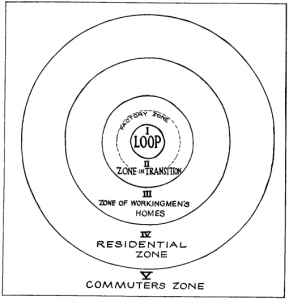 FACTORY ZONE
I
LOOP
II
ZONE IN TRANSITION
III
ZONE OF WORKINGMEN'S
HOMES
IV
RESIDENTIAL
ZONE
V
COMMUTERS ZONE